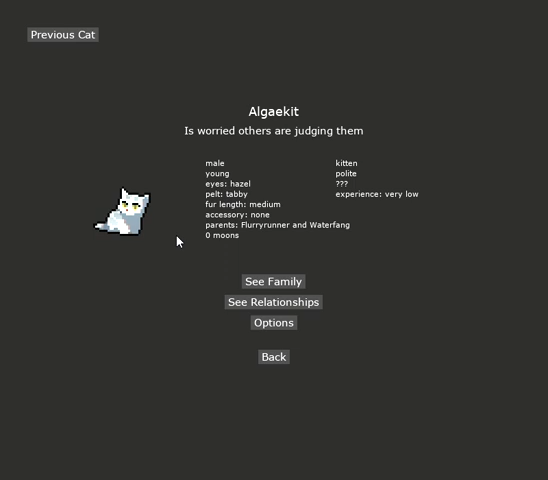 Previous Cat
Algaekit
Is worried others are judging them
male
young
eyes: hazel
pelt: tabby
fur length: medium
accessory: none
parents: Flurryrunner and Waterfang
0 moons
kitten
polite
???
experience: very low
See Family
See Relationships
Options
Back